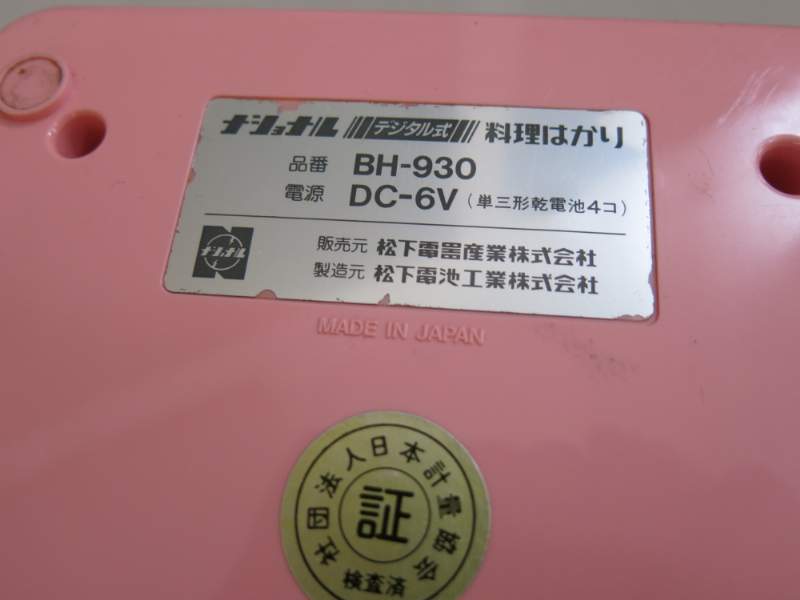 ナショナル デジタル式 料理はかり
品番 BH-930
電源 DC-6V (単三形乾電池4コ)
ナショナル
販売元 松下電器産業株式会社
製造元 松下電池工業株式会社
MADE IN JAPAN
社団法人日本計量協会
証
検査済